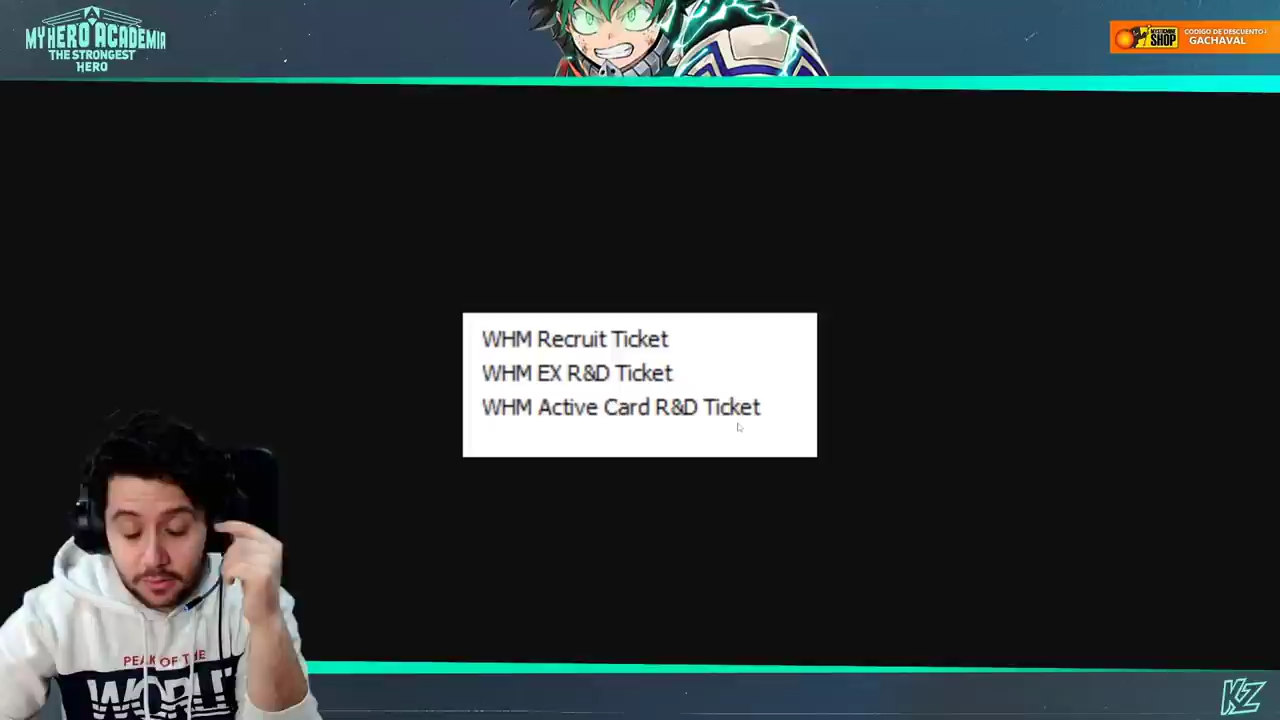 MY HERO ACADEMIA
THE STRONGEST
HERO
MYSTICMINE
SHOP
CODIGO DE DESCUENTO:
GACHAVAL
WHM Recruit Ticket
WHM EX R&D Ticket
WHM Active Card R&D Ticket
PEAK OF THE
KZ